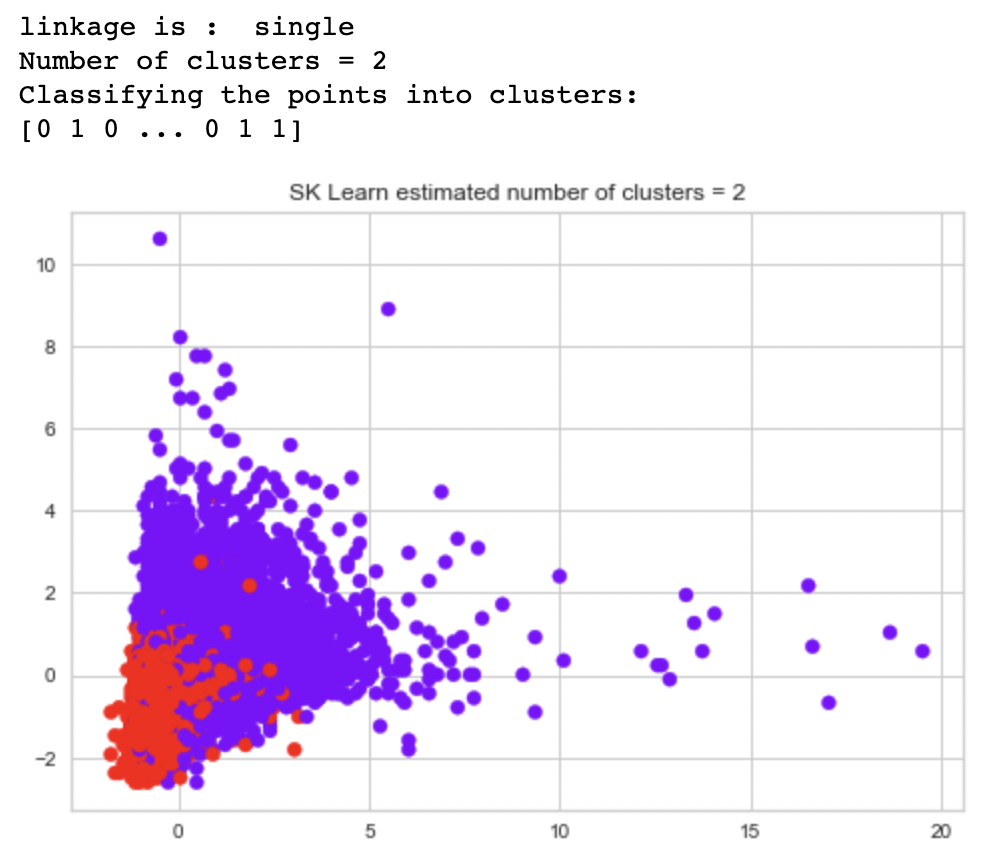 linkage is :  single
Number of clusters = 2
Classifying the points into clusters:
[0 1 0 ... 0 1 1]
SK Learn estimated number of clusters = 2
10
8
6
4
2
0
−2
0 5 10 15 20